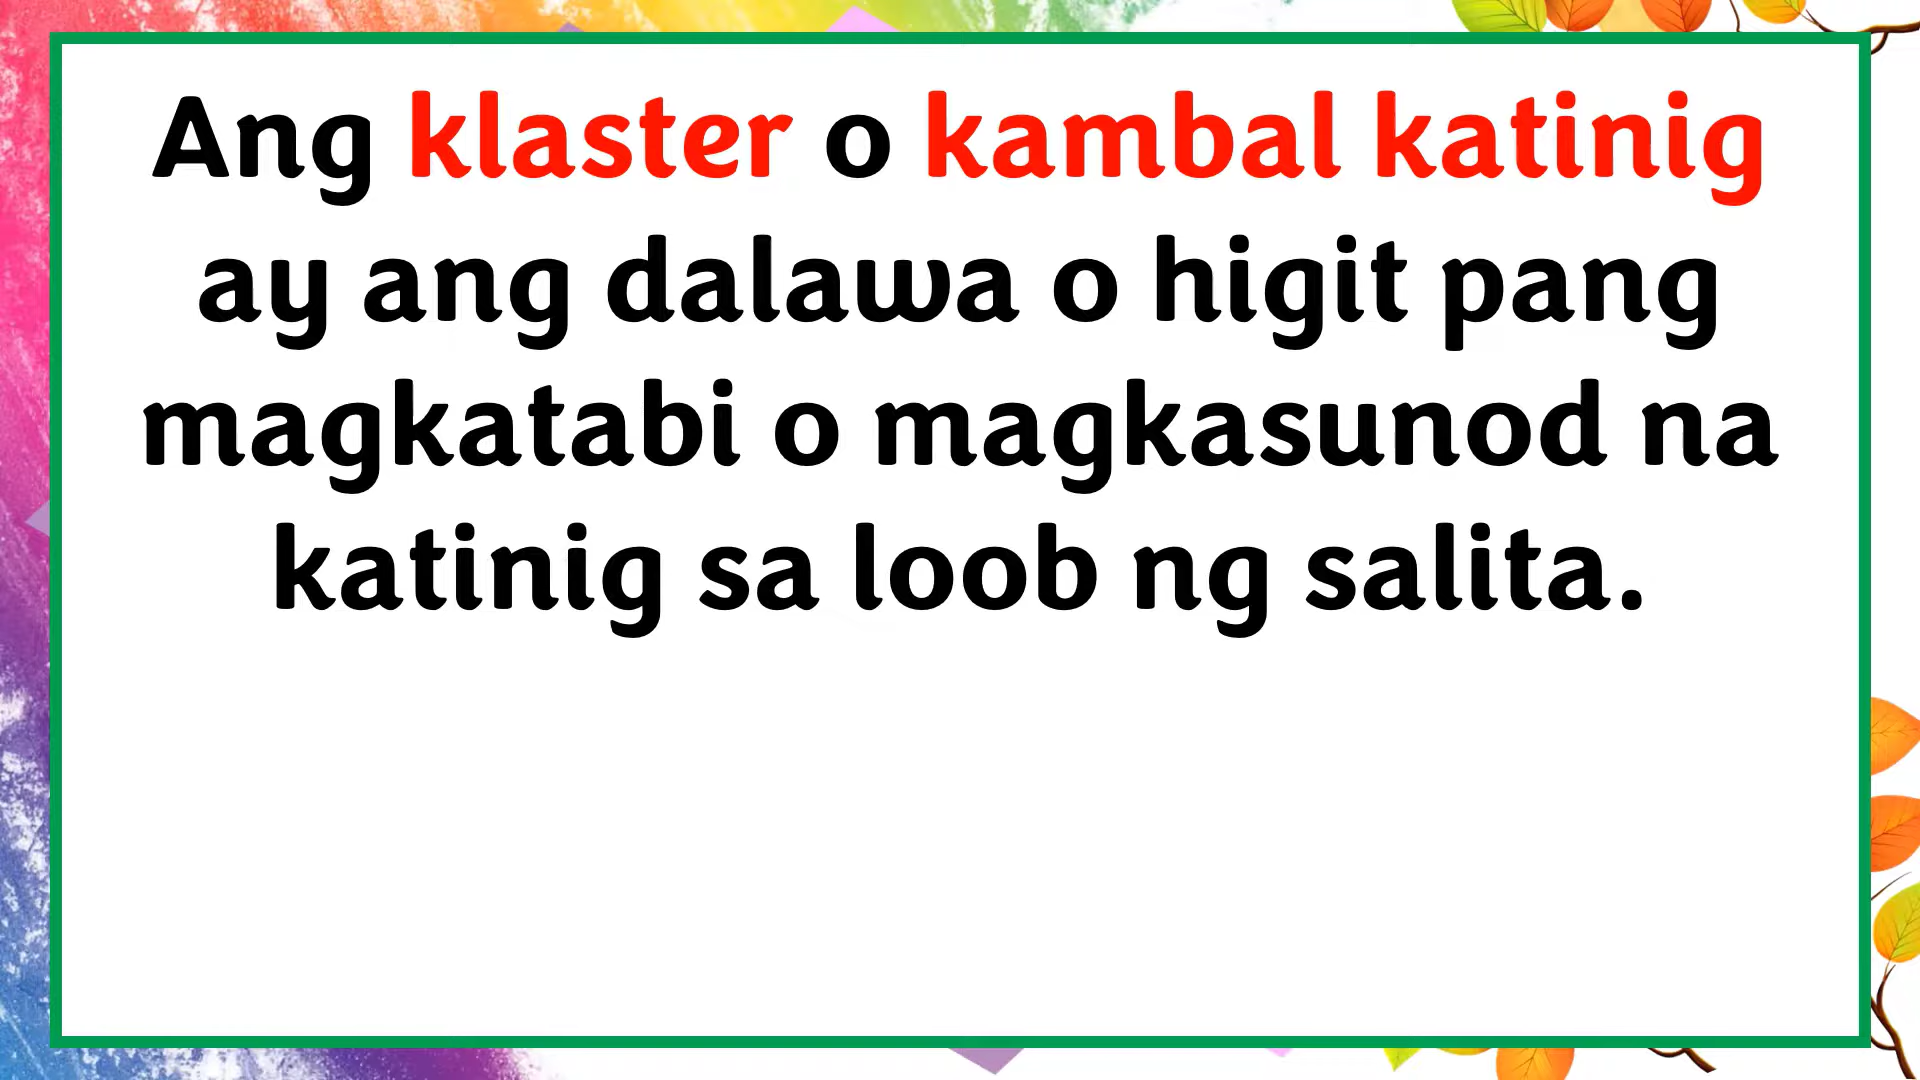 Ang klaster o kambal katinig
ay ang dalawa o higit pang
magkatabi o magkasunod na
katinig sa loob ng salita.